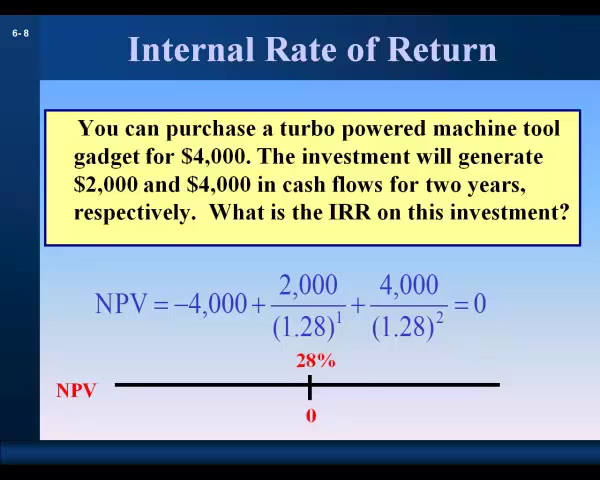 6- 8
Internal Rate of Return
You can purchase a turbo powered machine tool
gadget for $4,000. The investment will generate
$2,000 and $4,000 in cash flows for two years,
respectively. What is the IRR on this investment?
NPV = −4,000 + 2,000/(1.28)^1 + 4,000/(1.28)^2 = 0
28%
NPV
0